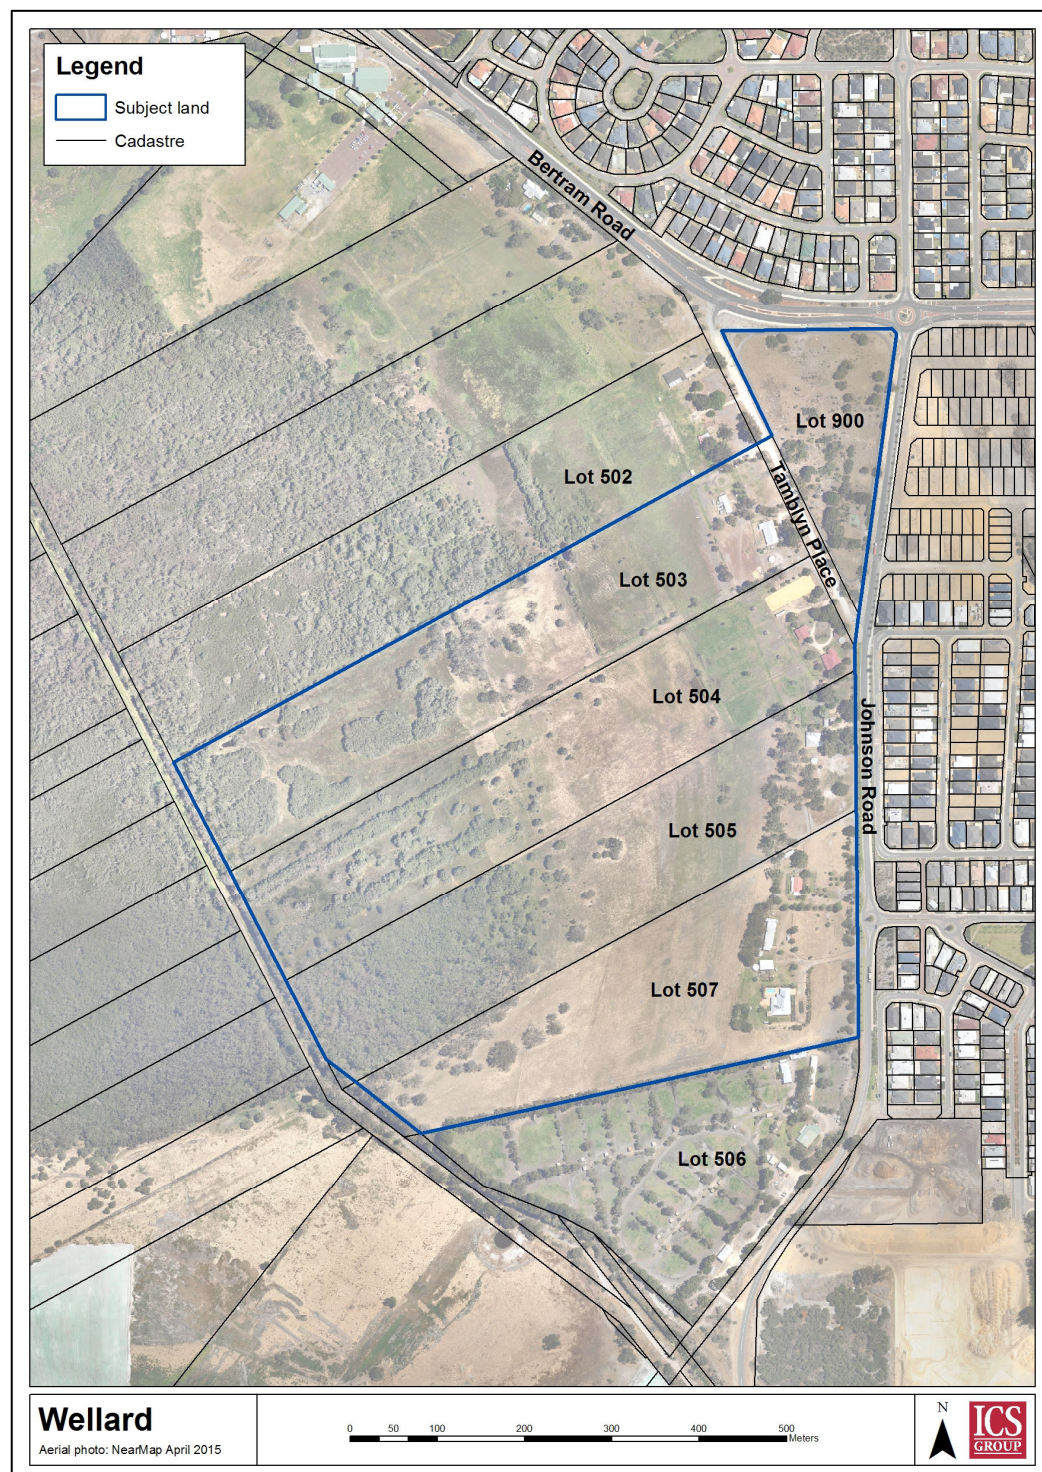 Legend
Subject land
Cadastre
Bertram Road
Lot 900
Lot 502
Tamblyn Place
Lot 503
Lot 504
Johnson Road
Lot 505
Lot 507
Lot 506
Wellard
Aerial photo: NearMap April 2015
0 50 100 200 300 400 500
Meters
N
ICS
GROUP